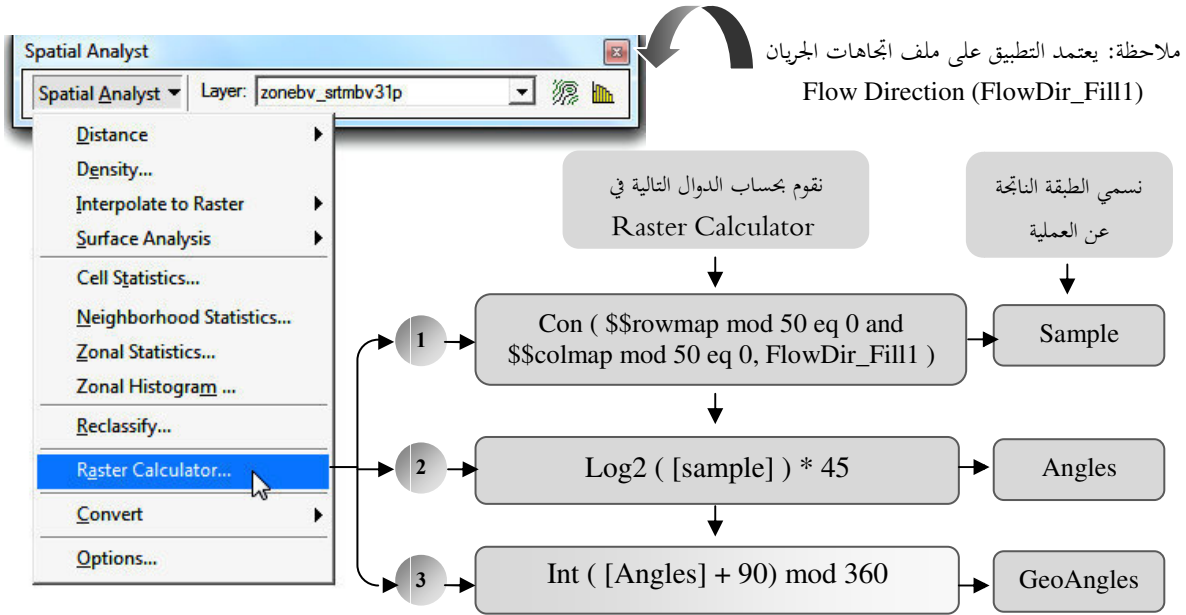 Spatial Analyst
Spatial Analyst
Layer:
zonebv_srtmbv31p
ملاحظة: يعتمد التطبيق على ملف اتجاهات الجريان
Flow Direction (FlowDir_Fill1)
Distance
Density...
Interpolate to Raster
Surface Analysis
Cell Statistics...
Neighborhood Statistics...
Zonal Statistics...
Zonal Histogram ...
Reclassify...
Raster Calculator...
Convert
Options...
نقوم بحساب الدوال التالية في
Raster Calculator
نسمي الطبقة الناتجة
عن العملية
1
Con ( $$rowmap mod 50 eq 0 and
$$colmap mod 50 eq 0, FlowDir_Fill1 )
Sample
2
Log2 ( [sample] ) * 45
Angles
3
Int ( [Angles] + 90) mod 360
GeoAngles